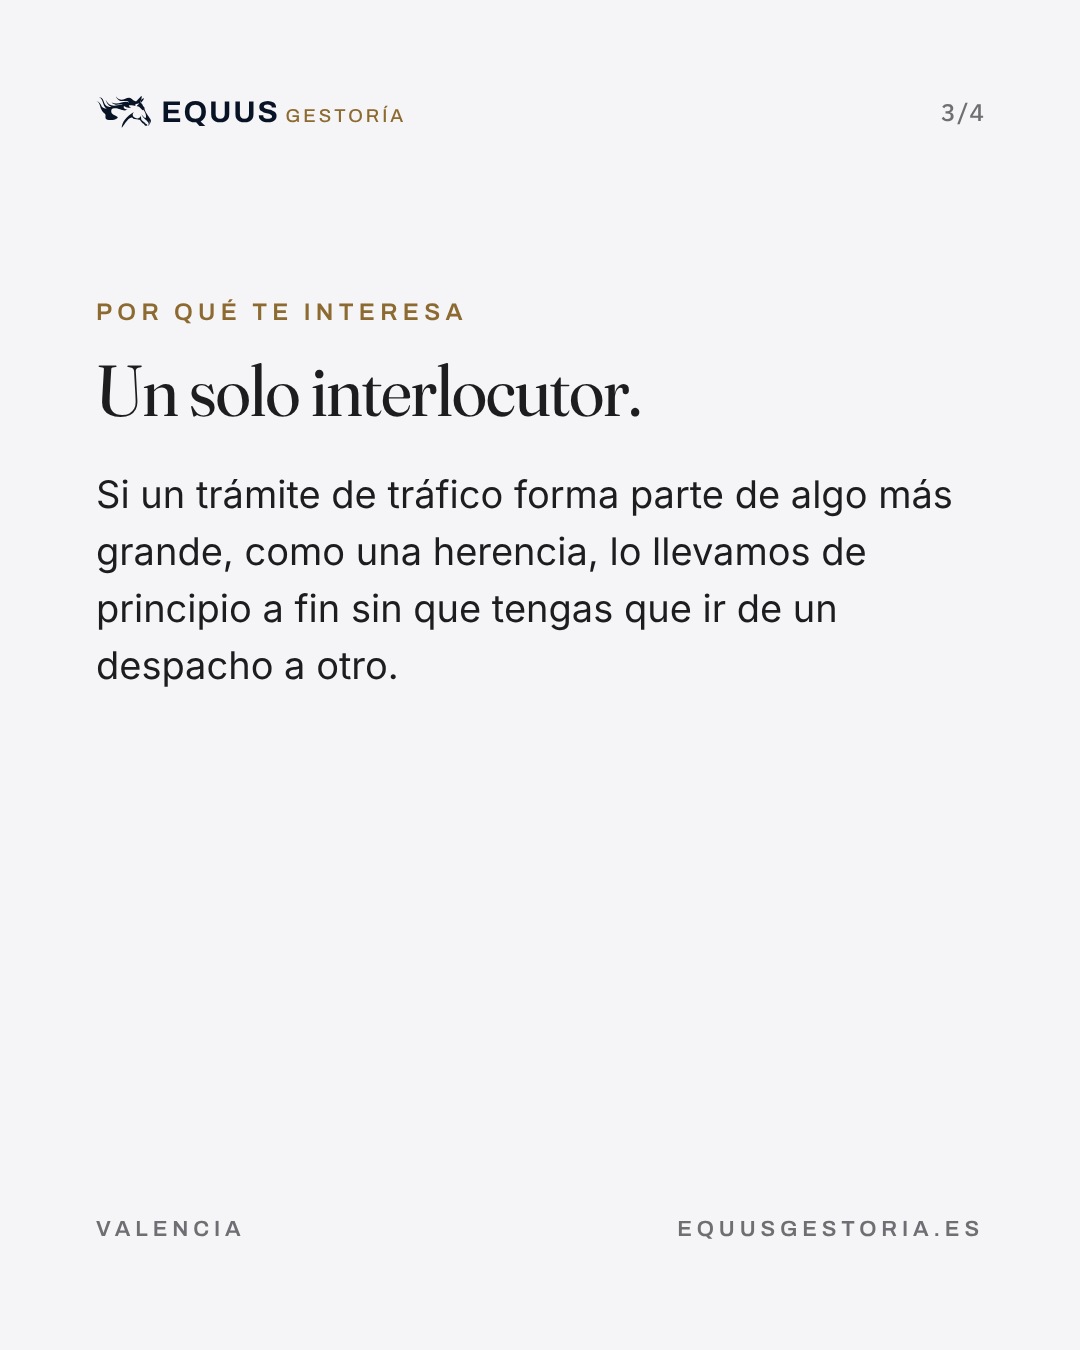 EQUUS GESTORÍA
3/4
POR QUÉ TE INTERESA
Un solo interlocutor.
Si un trámite de tráfico forma parte de algo más
grande, como una herencia, lo llevamos de
principio a fin sin que tengas que ir de un
despacho a otro.
VALENCIA
EQUUSGESTORIA.ES